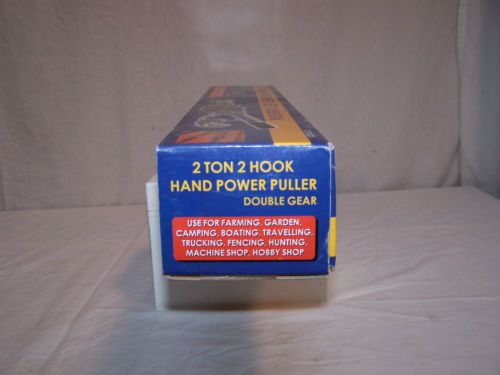 2 TON 2 HOOK
HAND POWER PULLER
DOUBLE GEAR
USE FOR FARMING, GARDEN,
CAMPING, BOATING, TRAVELLING,
TRUCKING, FENCING, HUNTING,
MACHINE SHOP, HOBBY SHOP